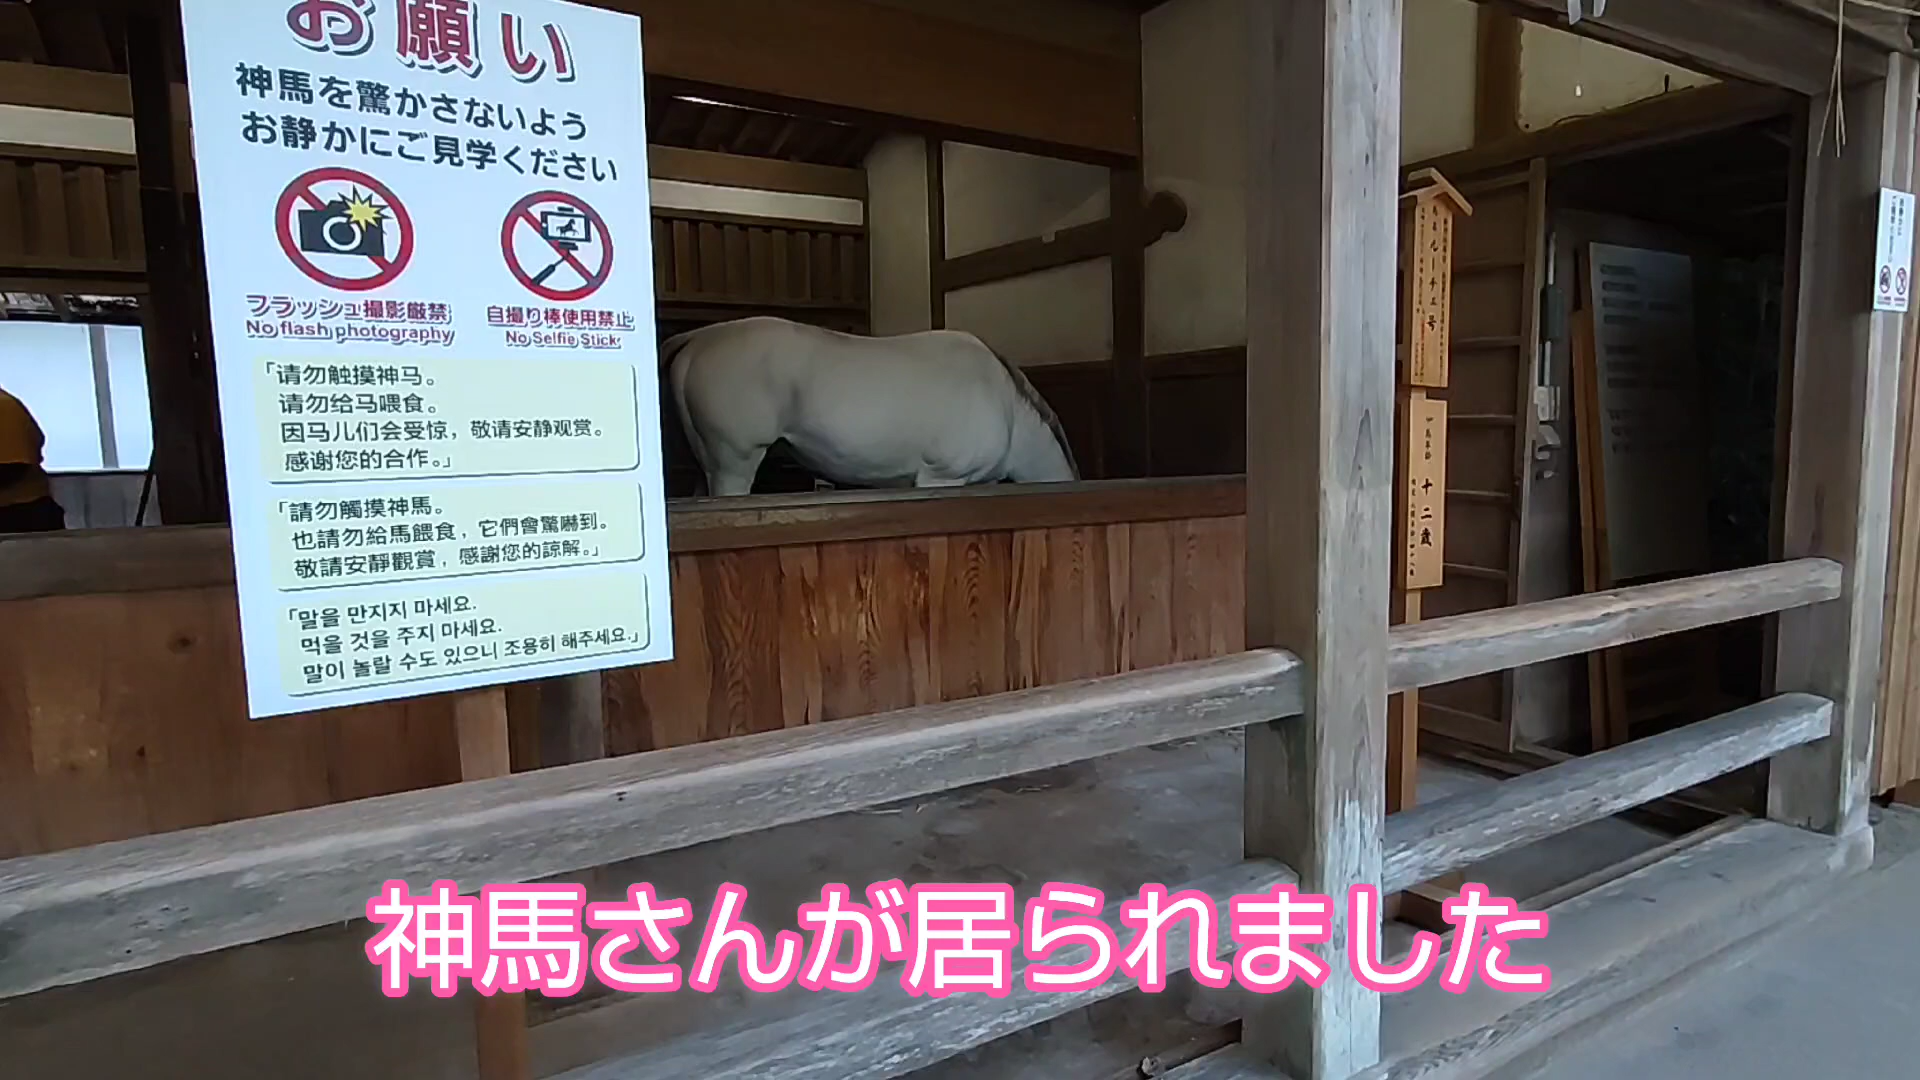 お願い
神馬を驚かさないよう
お静かにご見学ください
フラッシュ撮影厳禁
No flash photography
自撮り棒使用禁止
No Selfie Stick
「请勿触摸神马。
请勿给马喂食。
因马儿们会受惊，敬请安静观赏。
感谢您的合作。」
「請勿觸摸神馬。
也請勿給馬餵食，它們會驚嚇到。
敬請安靜觀賞，感謝您的諒解。」
「말을 만지지 마세요.
먹을 것을 주지 마세요.
말이 놀랄 수도 있으니 조용히 해주세요.」
十二歳
神馬さんが居られました